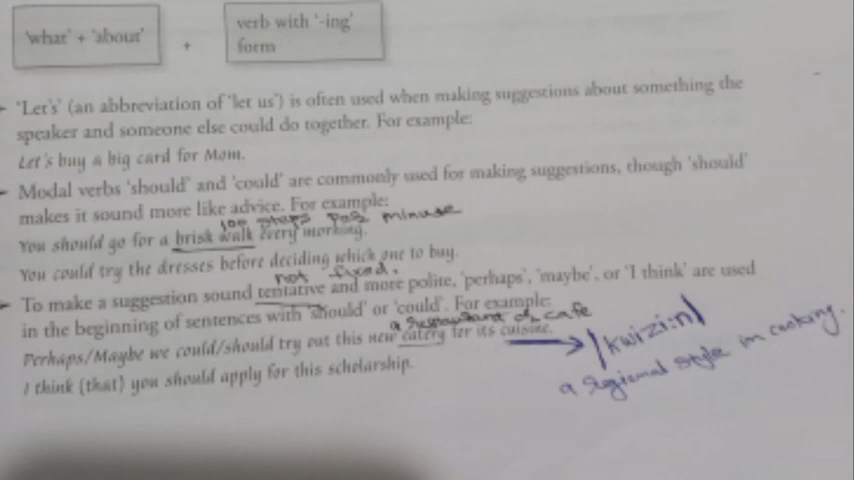 'what' + 'about'
+
verb with '-ing'
form
'Let's' (an abbreviation of 'let us') is often used when making suggestions about something the
speaker and someone else could do together. For example:
Let's buy a big card for Mom.
Modal verbs 'should' and 'could' are commonly used for making suggestions, though 'should'
makes it sound more like advice. For example:
100 steps per minute
You should go for a brisk walk every morning.
You could try the dresses before deciding which one to buy.
not fixed.
To make a suggestion sound tentative and more polite, 'perhaps', 'maybe', or 'I think' are used
in the beginning of sentences with 'should' or 'could'. For example:
a restaurant or cafe
Perhaps/Maybe we could/should try out this new eatery for its cuisine.
/kwizi:n/
a regional style in cooking.
I think (that) you should apply for this scholarship.